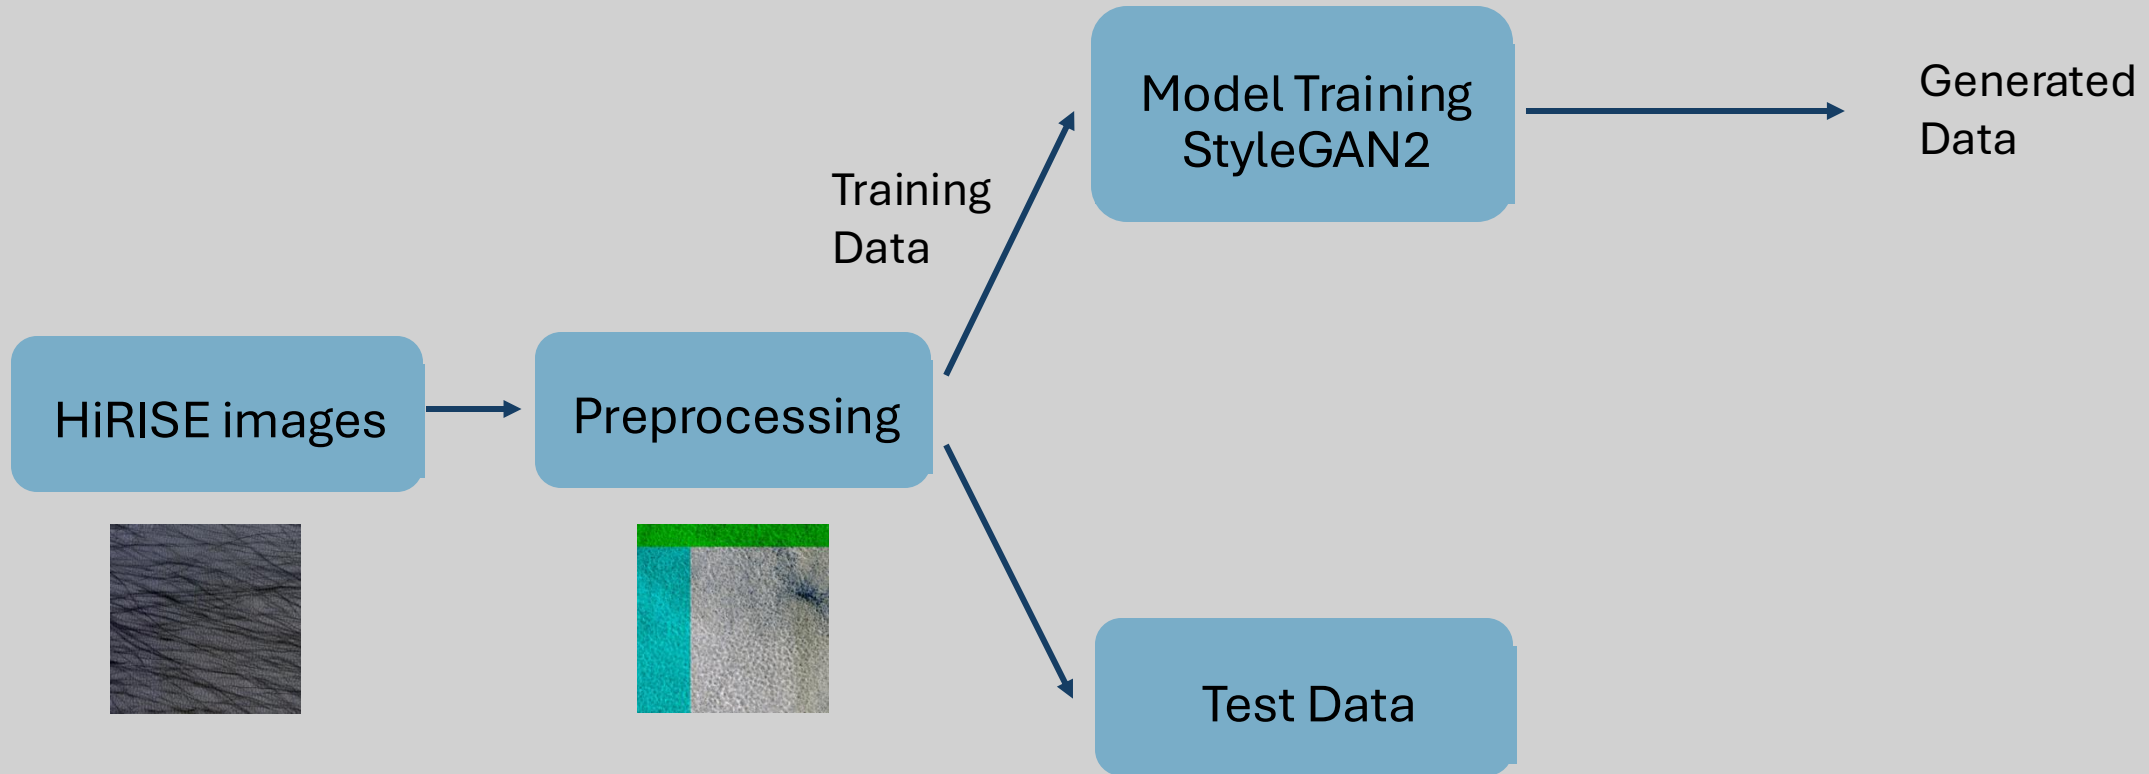 Model Training
StyleGAN2
Generated
Data
Training
Data
HiRISE images
Preprocessing
Test Data